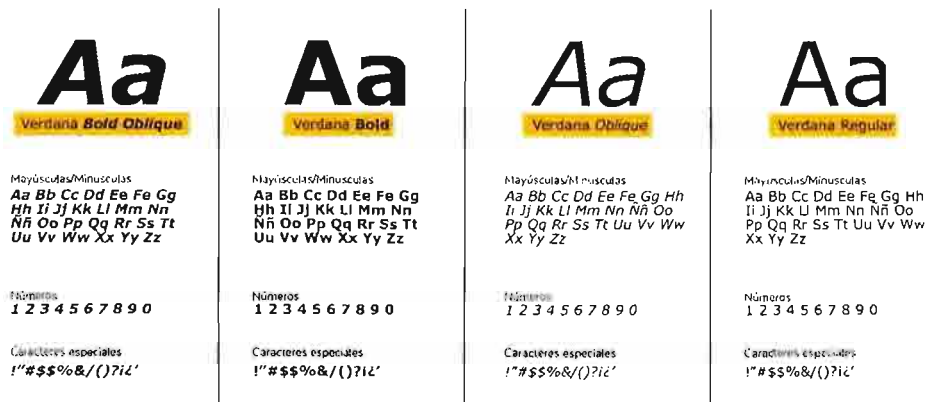 Aa
Verdana Bold Oblique
Mayúsculas/Minusculas
Aa Bb Cc Dd Ee Fe Gg
Hh Ii Jj Kk Ll Mm Nn
Ññ Oo Pp Qq Rr Ss Tt
Uu Vv Ww Xx Yy Zz
Números
1 2 3 4 5 6 7 8 9 0
Caracteres especiales
!"#$$%&/()?i¿'
Aa
Verdana Bold
Mayúsculas/Minusculas
Aa Bb Cc Dd Ee Fe Gg
Hh Ii Jj Kk Ll Mm Nn
Ññ Oo Pp Qq Rr Ss Tt
Uu Vv Ww Xx Yy Zz
Números
1 2 3 4 5 6 7 8 9 0
Caracteres especiales
!"#$$%&/()?i¿'
Aa
Verdana Oblique
Mayúsculas/Minusculas
Aa Bb Cc Dd Ee Fe Gg Hh
Ii Jj Kk Ll Mm Nn Ññ Oo
Pp Qq Rr Ss Tt Uu Vv Ww
Xx Yy Zz
Números
1 2 3 4 5 6 7 8 9 0
Caracteres especiales
!"#$$%&/()?i¿'
Aa
Verdana Regular
Mayúsculas/Minusculas
Aa Bb Cc Dd Ee Fe Gg Hh
Ii Jj Kk Ll Mm Nn Ññ Oo
Pp Qq Rr Ss Tt Uu Vv Ww
Xx Yy Zz
Números
1 2 3 4 5 6 7 8 9 0
Caracteres especiales
!"#$$%&/()?i¿'